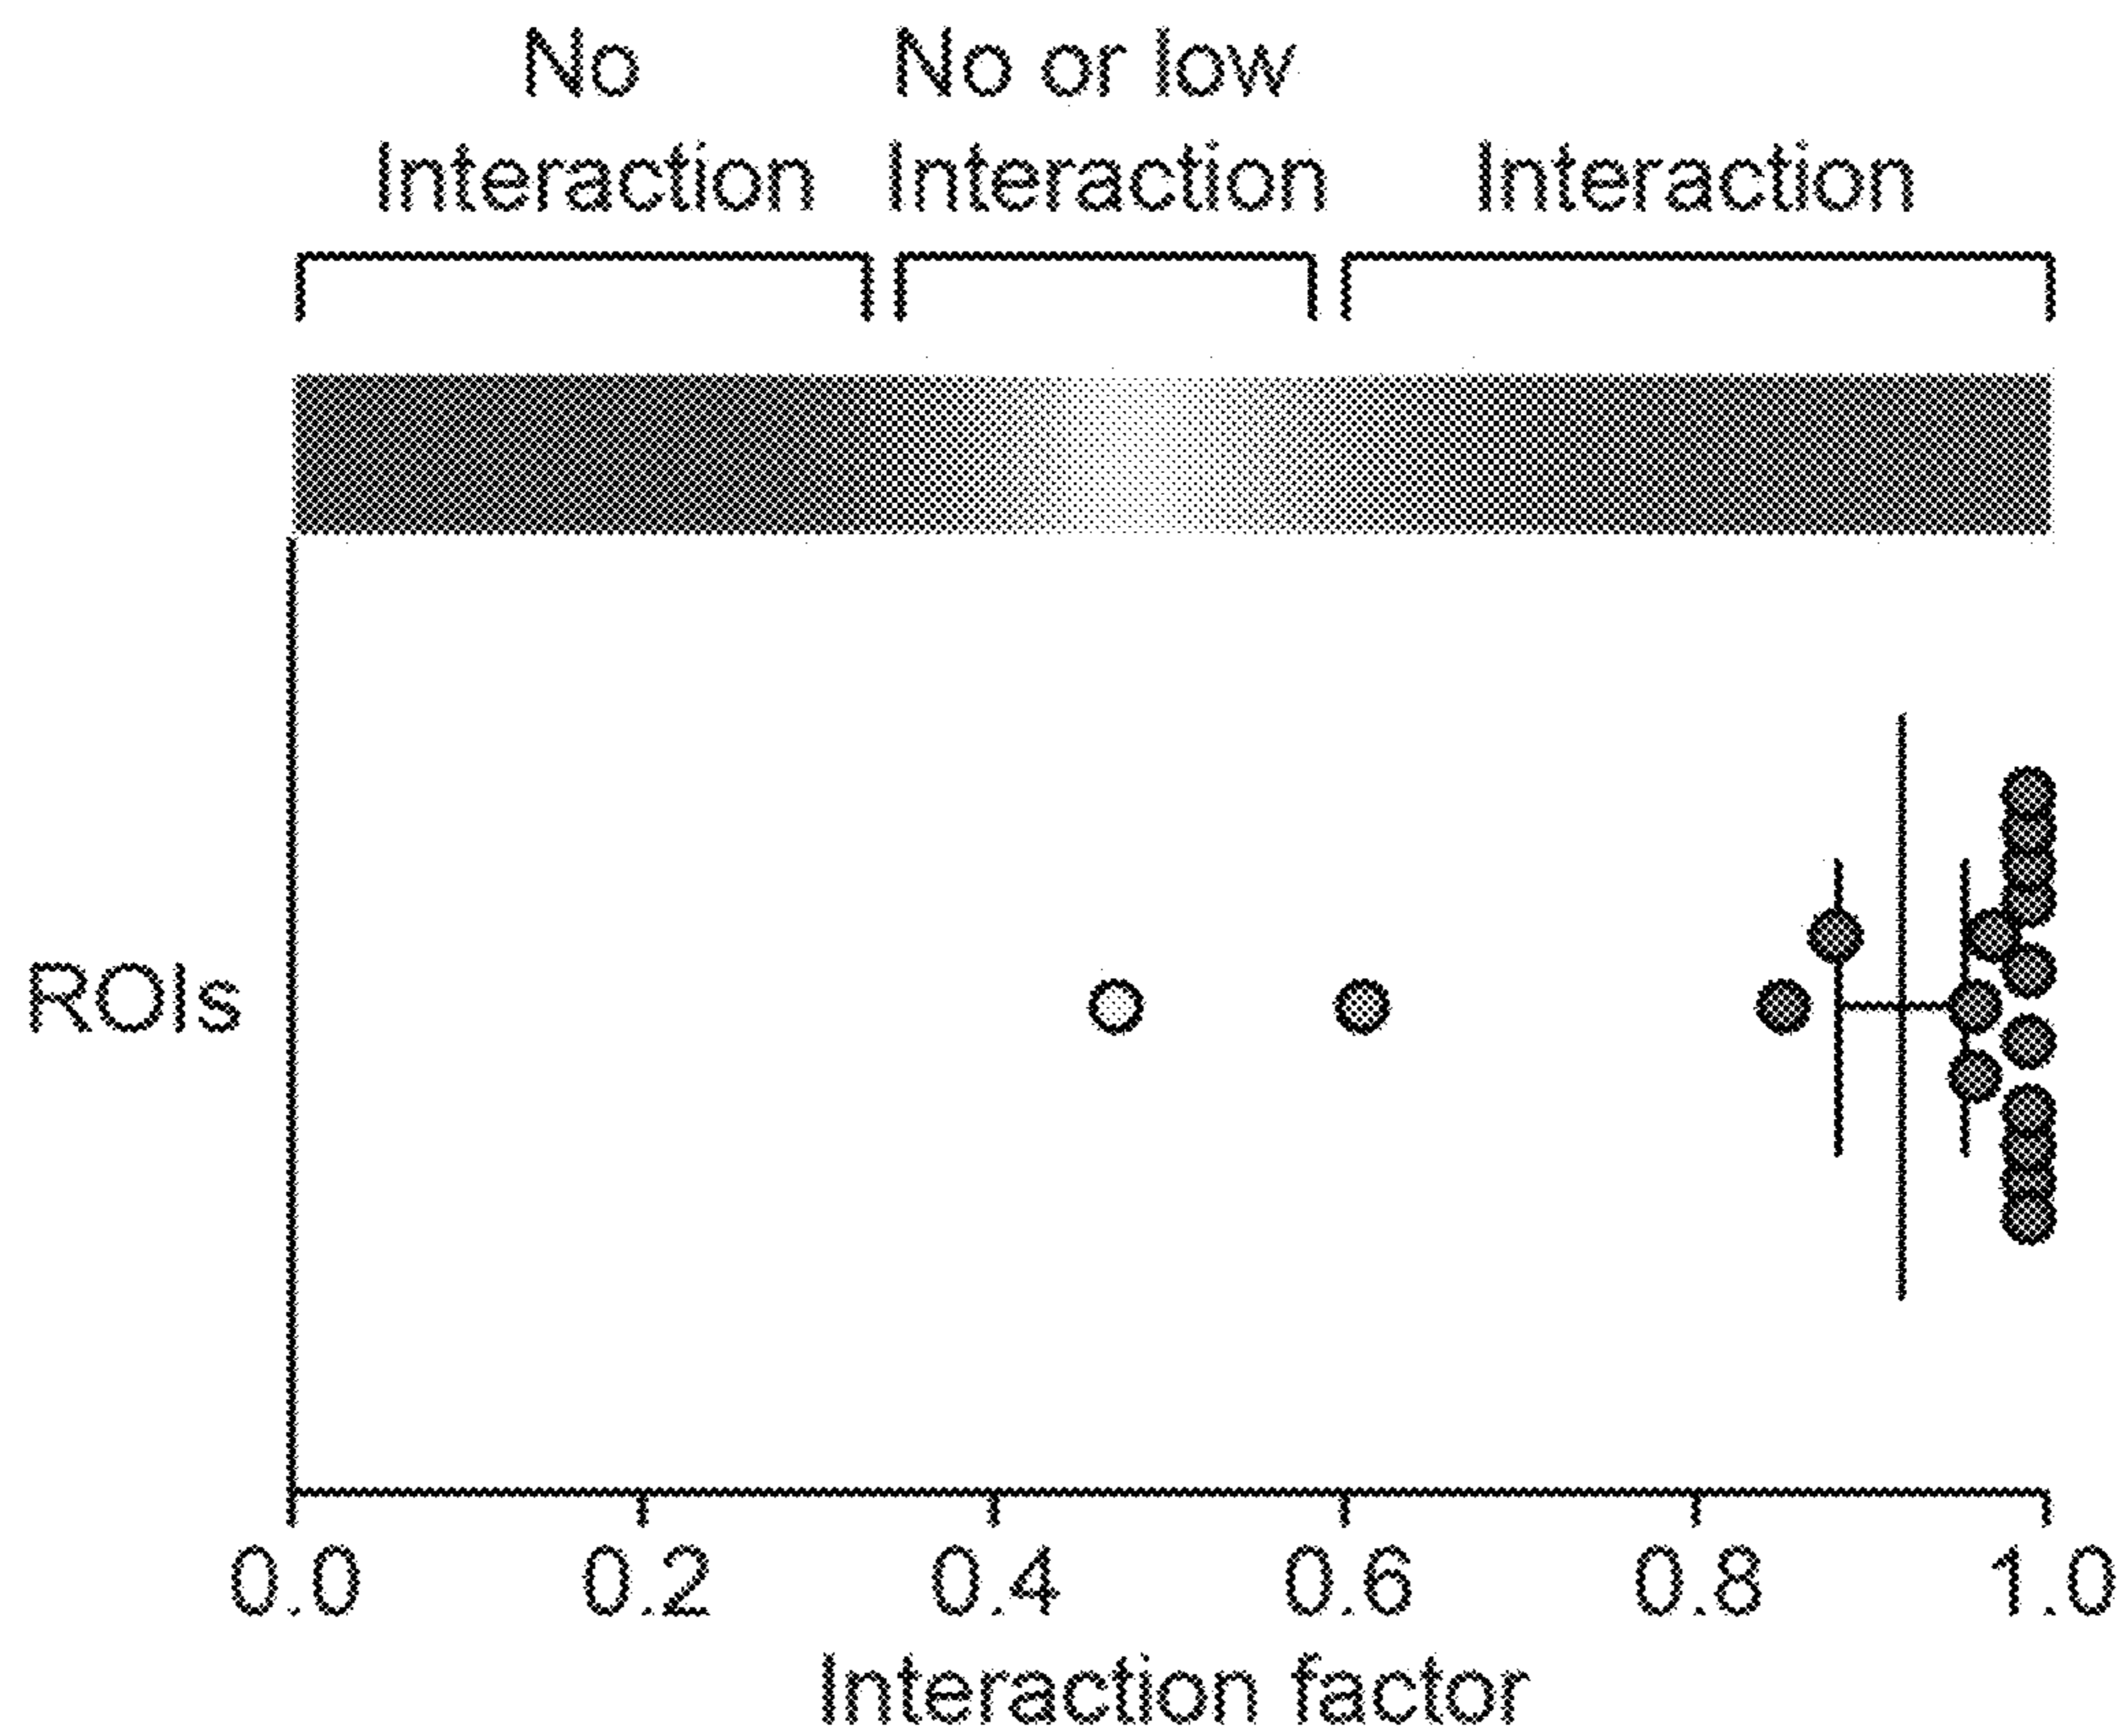 No
Interaction
No or low
Interaction
Interaction
ROIs
0.0 0.2 0.4 0.6 0.8 1.0
Interaction factor